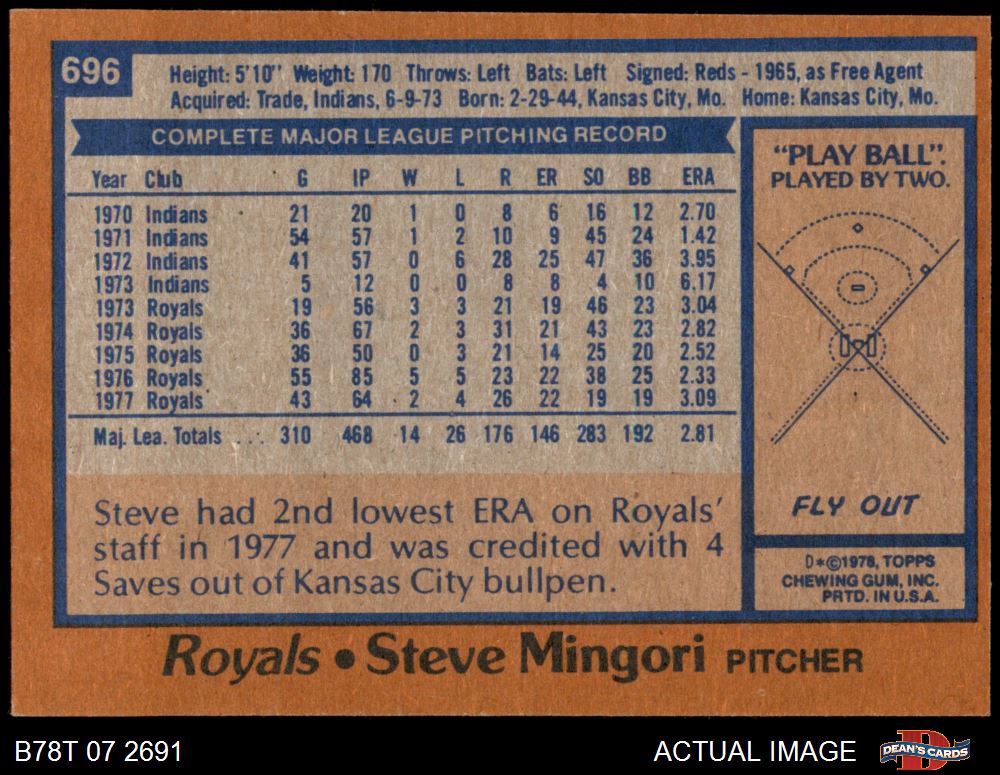 696
Height: 5'10" Weight: 170 Throws: Left Bats: Left Signed: Reds - 1965, as Free Agent
Acquired: Trade, Indians, 6-9-73 Born: 2-29-44, Kansas City, Mo. Home: Kansas City, Mo.
COMPLETE MAJOR LEAGUE PITCHING RECORD
Year Club G IP W L R ER SO BB ERA
1970 Indians 21 20 1 0 8 6 16 12 2.70
1971 Indians 54 57 1 2 10 9 45 24 1.42
1972 Indians 41 57 0 6 28 25 47 36 3.95
1973 Indians 5 12 0 0 8 8 4 10 6.17
1973 Royals 19 56 3 3 21 19 46 23 3.04
1974 Royals 36 67 2 3 31 21 43 23 2.82
1975 Royals 36 50 0 3 21 14 25 20 2.52
1976 Royals 55 85 5 5 23 22 38 25 2.33
1977 Royals 43 64 2 4 26 22 19 19 3.09
Maj. Lea. Totals ... 310 468 14 26 176 146 283 192 2.81
Steve had 2nd lowest ERA on Royals'
staff in 1977 and was credited with 4
Saves out of Kansas City bullpen.
"PLAY BALL".
PLAYED BY TWO.
FLY OUT
D*©1978, TOPPS
CHEWING GUM, INC.
PRTD. IN U.S.A.
Royals • Steve Mingori PITCHER
B78T 07 2691
ACTUAL IMAGE
D
DEAN'S CARDS